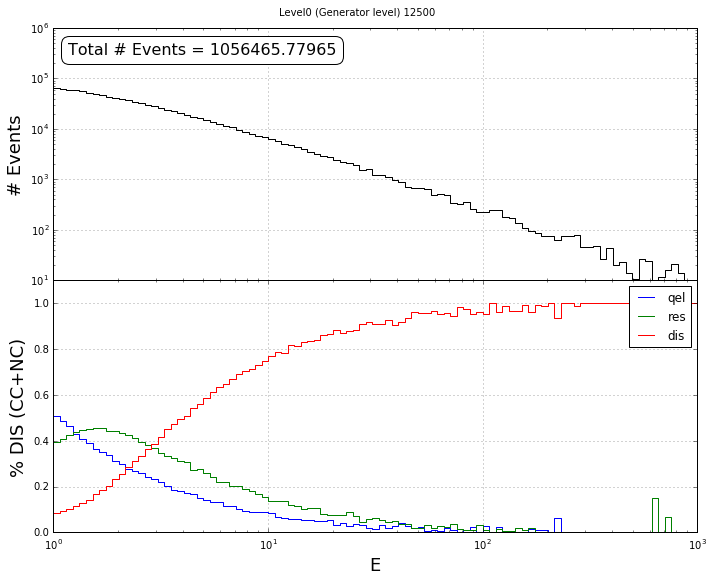 Level0 (Generator level) 12500
Total # Events = 1056465.77965
# Events
10^6
10^5
10^4
10^3
10^2
10^1
% DIS (CC+NC)
1.0
0.8
0.6
0.4
0.2
0.0
qel
res
dis
10^0
10^1
10^2
10^3
E